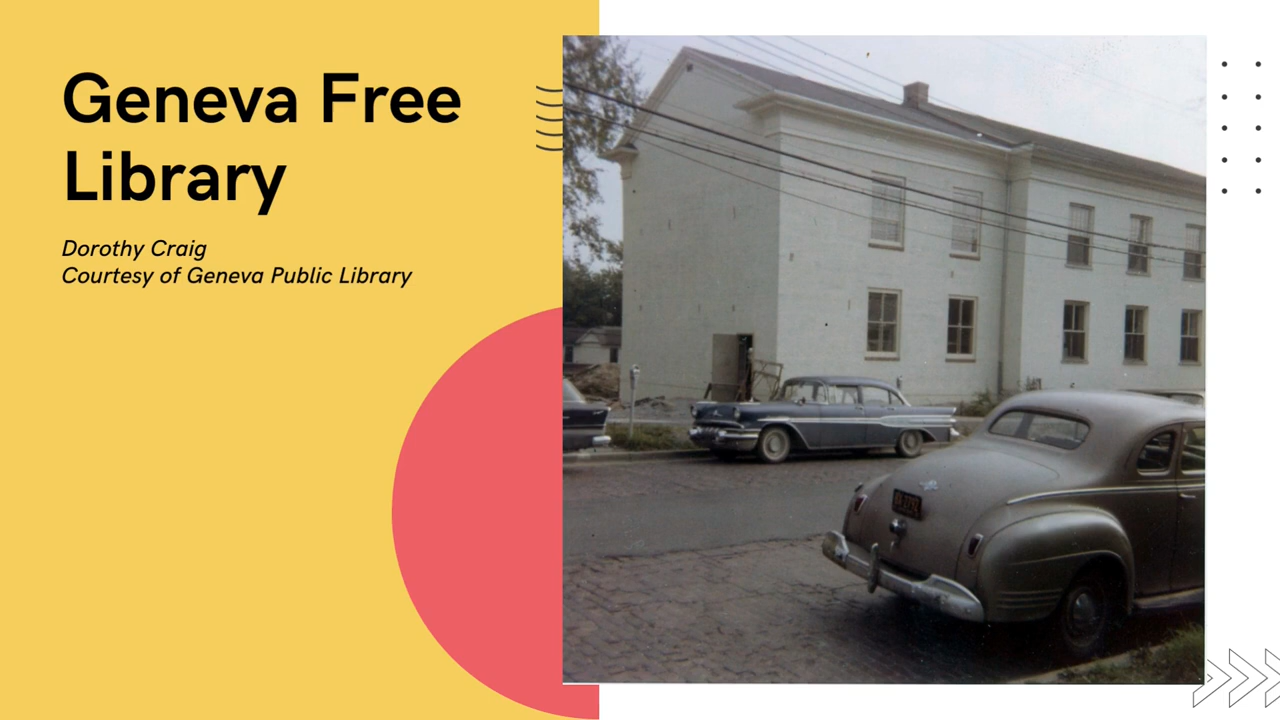 Geneva Free
Library
Dorothy Craig
Courtesy of Geneva Public Library